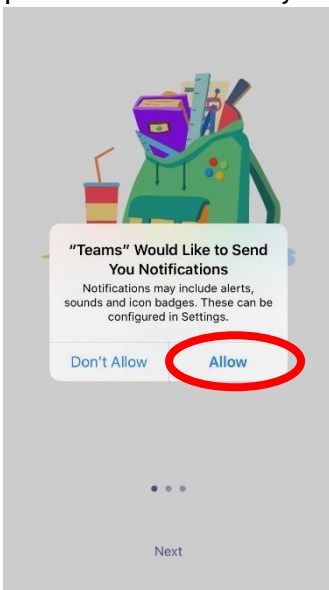 "Teams" Would Like to Send
You Notifications
Notifications may include alerts,
sounds and icon badges. These can be
configured in Settings.
Don't Allow
Allow
Next